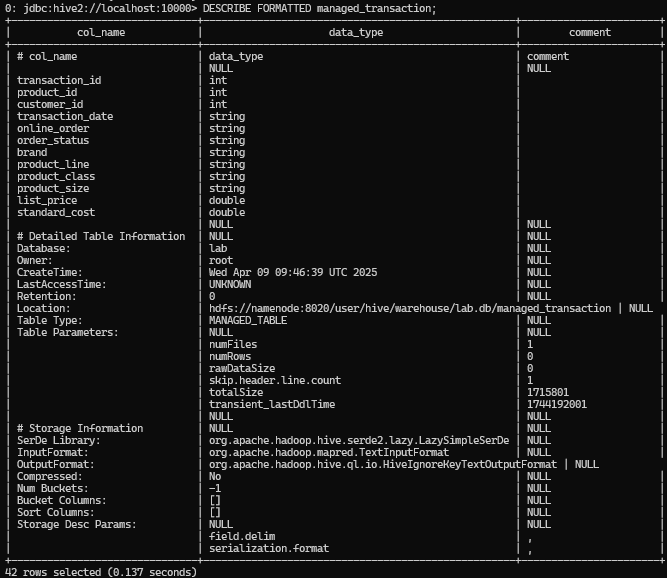 0: jdbc:hive2://localhost:10000> DESCRIBE FORMATTED managed_transaction;
| col_name | data_type | comment |
| # col_name | data_type | comment |
| | NULL | NULL |
| transaction_id | int | |
| product_id | int | |
| customer_id | int | |
| transaction_date | string | |
| online_order | string | |
| order_status | string | |
| brand | string | |
| product_line | string | |
| product_class | string | |
| product_size | string | |
| list_price | double | |
| standard_cost | double | |
| | NULL | NULL |
| # Detailed Table Information | NULL | NULL |
| Database: | lab | NULL |
| Owner: | root | NULL |
| CreateTime: | Wed Apr 09 09:46:39 UTC 2025 | NULL |
| LastAccessTime: | UNKNOWN | NULL |
| Retention: | 0 | NULL |
| Location: | hdfs://namenode:8020/user/hive/warehouse/lab.db/managed_transaction | NULL
| Table Type: | MANAGED_TABLE | NULL |
| Table Parameters: | NULL | NULL |
| | numFiles | 1 |
| | numRows | 0 |
| | rawDataSize | 0 |
| | skip.header.line.count | 1 |
| | totalSize | 1715801 |
| | transient_lastDdlTime | 1744192001 |
| | NULL | NULL |
| # Storage Information | NULL | NULL |
| SerDe Library: | org.apache.hadoop.hive.serde2.lazy.LazySimpleSerDe | NULL |
| InputFormat: | org.apache.hadoop.mapred.TextInputFormat | NULL |
| OutputFormat: | org.apache.hadoop.hive.ql.io.HiveIgnoreKeyTextOutputFormat | NULL
| Compressed: | No | NULL |
| Num Buckets: | -1 | NULL |
| Bucket Columns: | [] | NULL |
| Sort Columns: | [] | NULL |
| Storage Desc Params: | NULL | NULL |
| | field.delim | , |
| | serialization.format | , |
42 rows selected (0.137 seconds)